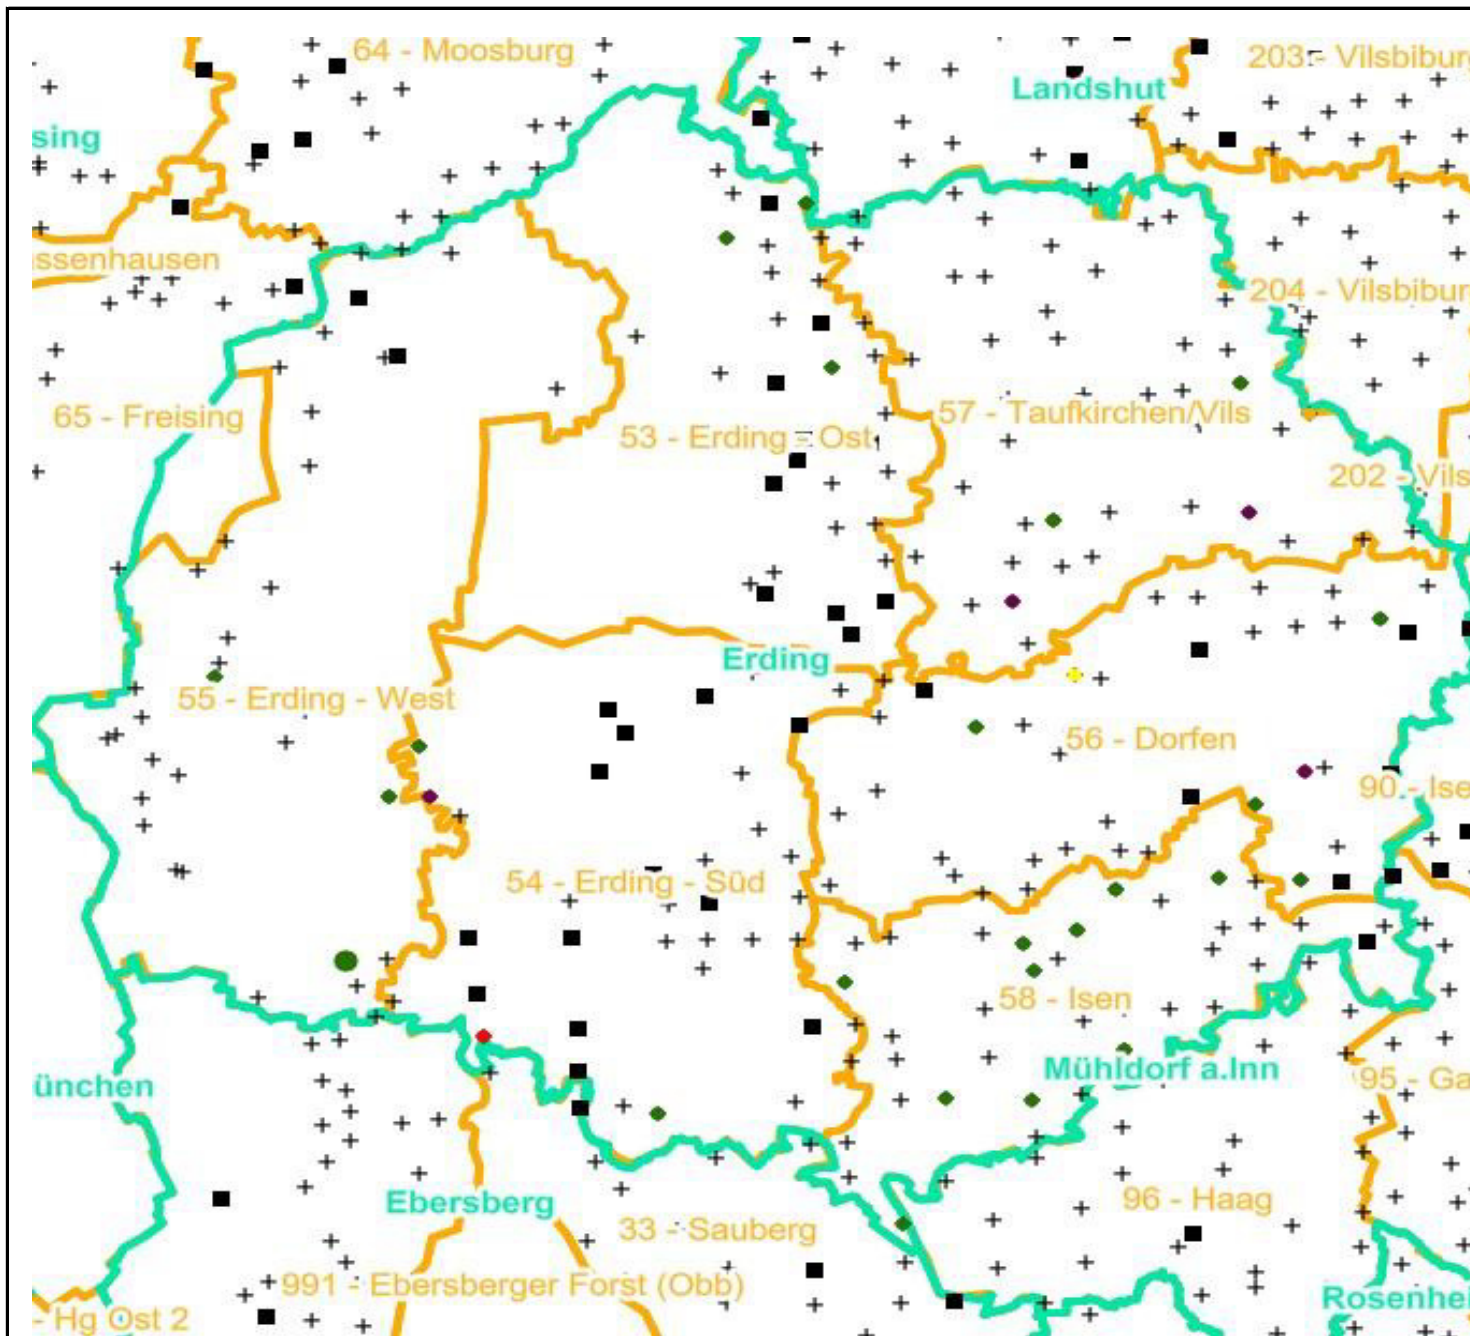 64 - Moosburg
203 - Vilsbiburg
Landshut
sing
assenhausen
204 - Vilsbibur
65 - Freising
53 - Erding - Ost
57 - Taufkirchen/Vils
202 - Vils
Erding
55 - Erding - West
56 - Dorfen
90 - Ise
54 - Erding - Süd
58 - Isen
Mühldorf a.Inn
ünchen
95 - Ga
Ebersberg
96 - Haag
33 - Sauberg
991 - Ebersberger Forst (Obb)
Rosenhei
- Hg Ost 2